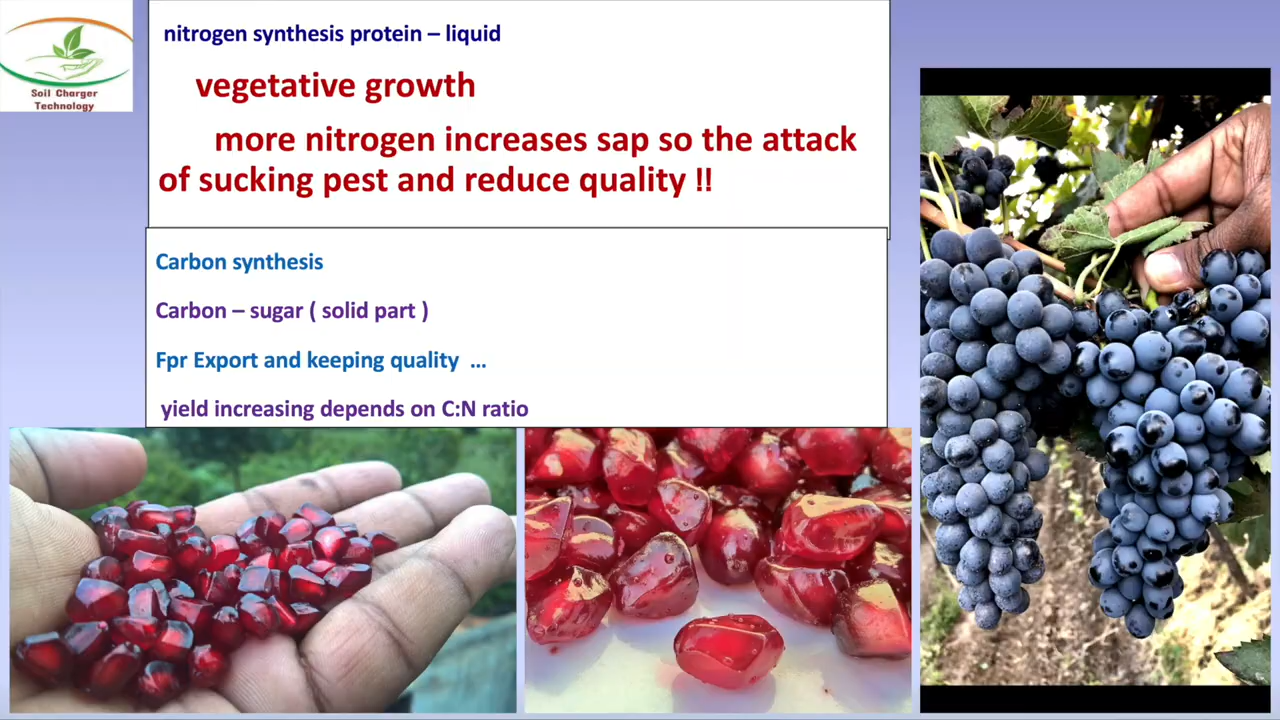 Soil Charger
Technology
nitrogen synthesis protein – liquid
vegetative growth
more nitrogen increases sap so the attack
of sucking pest and reduce quality !!
Carbon synthesis
Carbon – sugar ( solid part )
Fpr Export and keeping quality ...
yield increasing depends on C:N ratio